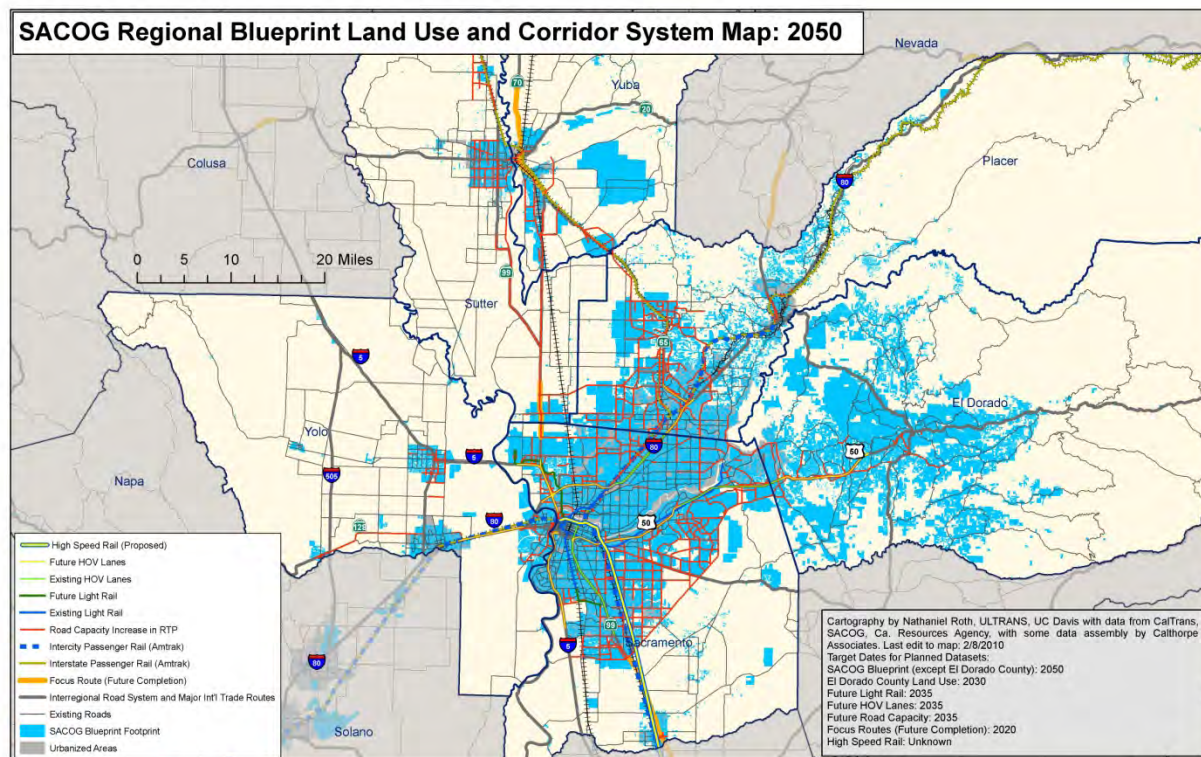 SACOG Regional Blueprint Land Use and Corridor System Map: 2050
Nevada
70
Yuba
20
Colusa
Placer
80
0 5 10 20 Miles
99
Sutter
65
5
El Dorado
Yolo
80
50
5
505
Napa
80
50
128
99
Sacramento
5
80
Solano
High Speed Rail (Proposed)
Future HOV Lanes
Existing HOV Lanes
Future Light Rail
Existing Light Rail
Road Capacity Increase in RTP
Intercity Passenger Rail (Amtrak)
Interstate Passenger Rail (Amtrak)
Focus Route (Future Completion)
Interregional Road System and Major Int'l Trade Routes
Existing Roads
SACOG Blueprint Footprint
Urbanized Areas
Cartography by Nathaniel Roth, ULTRANS, UC Davis with data from CalTrans,
SACOG, Ca. Resources Agency, with some data assembly by Calthorpe
Associates. Last edit to map: 2/8/2010
Target Dates for Planned Datasets:
SACOG Blueprint (except El Dorado County): 2050
El Dorado County Land Use: 2030
Future Light Rail: 2035
Future HOV Lanes: 2035
Future Road Capacity: 2035
Focus Routes (Future Completion): 2020
High Speed Rail: Unknown